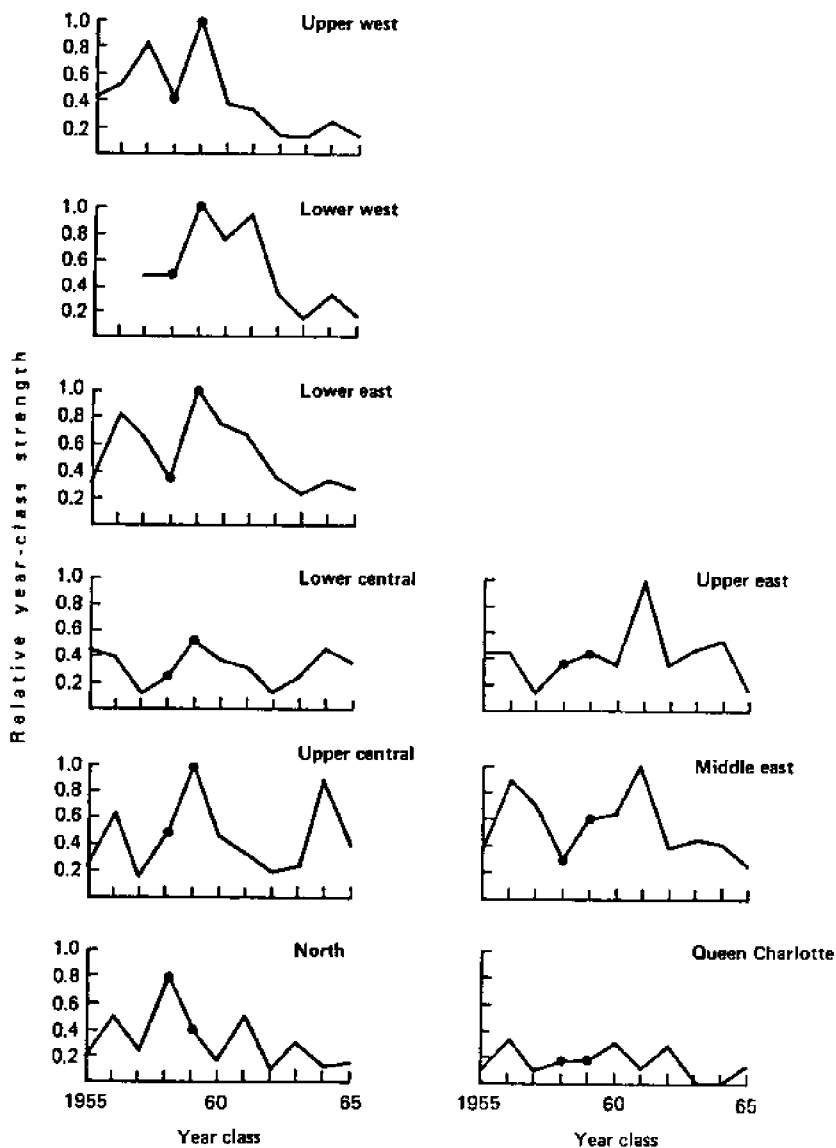 Relative year-class strength
1.0
0.8
0.6
0.4
0.2
Upper west
1.0
0.8
0.6
0.4
0.2
Lower west
1.0
0.8
0.6
0.4
0.2
Lower east
1.0
0.8
0.6
0.4
0.2
Lower central
Upper east
1.0
0.8
0.6
0.4
0.2
Upper central
Middle east
1.0
0.8
0.6
0.4
0.2
North
Queen Charlotte
1955 60 65
Year class
1955 60 65
Year class